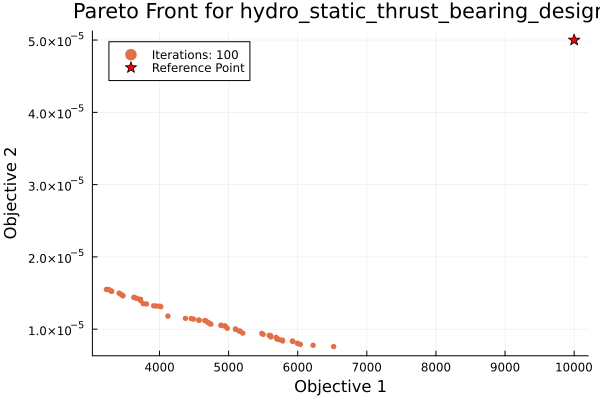 Pareto Front for hydro_static_thrust_bearing_desig
Iterations: 100
Reference Point
5.0×10⁻⁵
4.0×10⁻⁵
3.0×10⁻⁵
2.0×10⁻⁵
1.0×10⁻⁵
Objective 2
4000 5000 6000 7000 8000 9000 10000
Objective 1